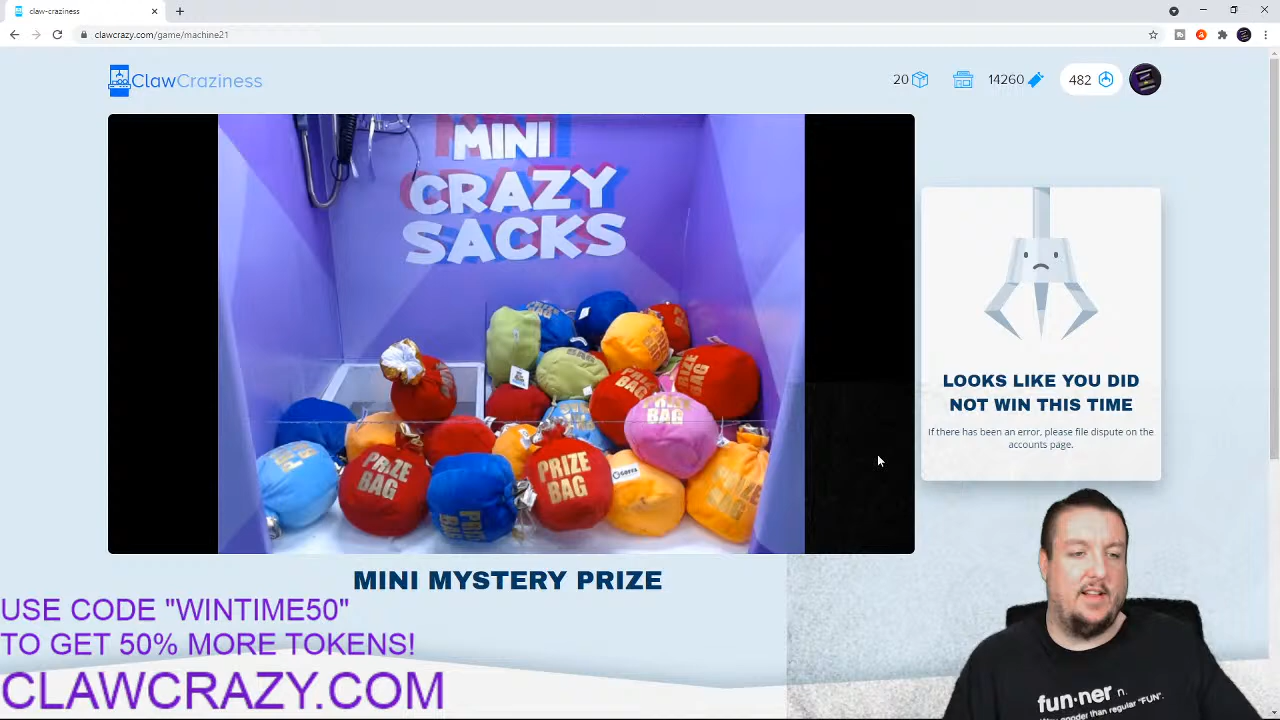 claw-craziness
clawcrazy.com/game/machine21
ClawCraziness
20
14260
482
MINI
CRAZY
SACKS
PRIZE
BAG
PRIZE
BAG
PRIZE
BAG
BAG
LOOKS LIKE YOU DID
NOT WIN THIS TIME
If there has been an error, please file dispute on the
accounts page.
MINI MYSTERY PRIZE
USE CODE "WINTIME50"
TO GET 50% MORE TOKENS!
CLAWCRAZY.COM
fun·ner n.